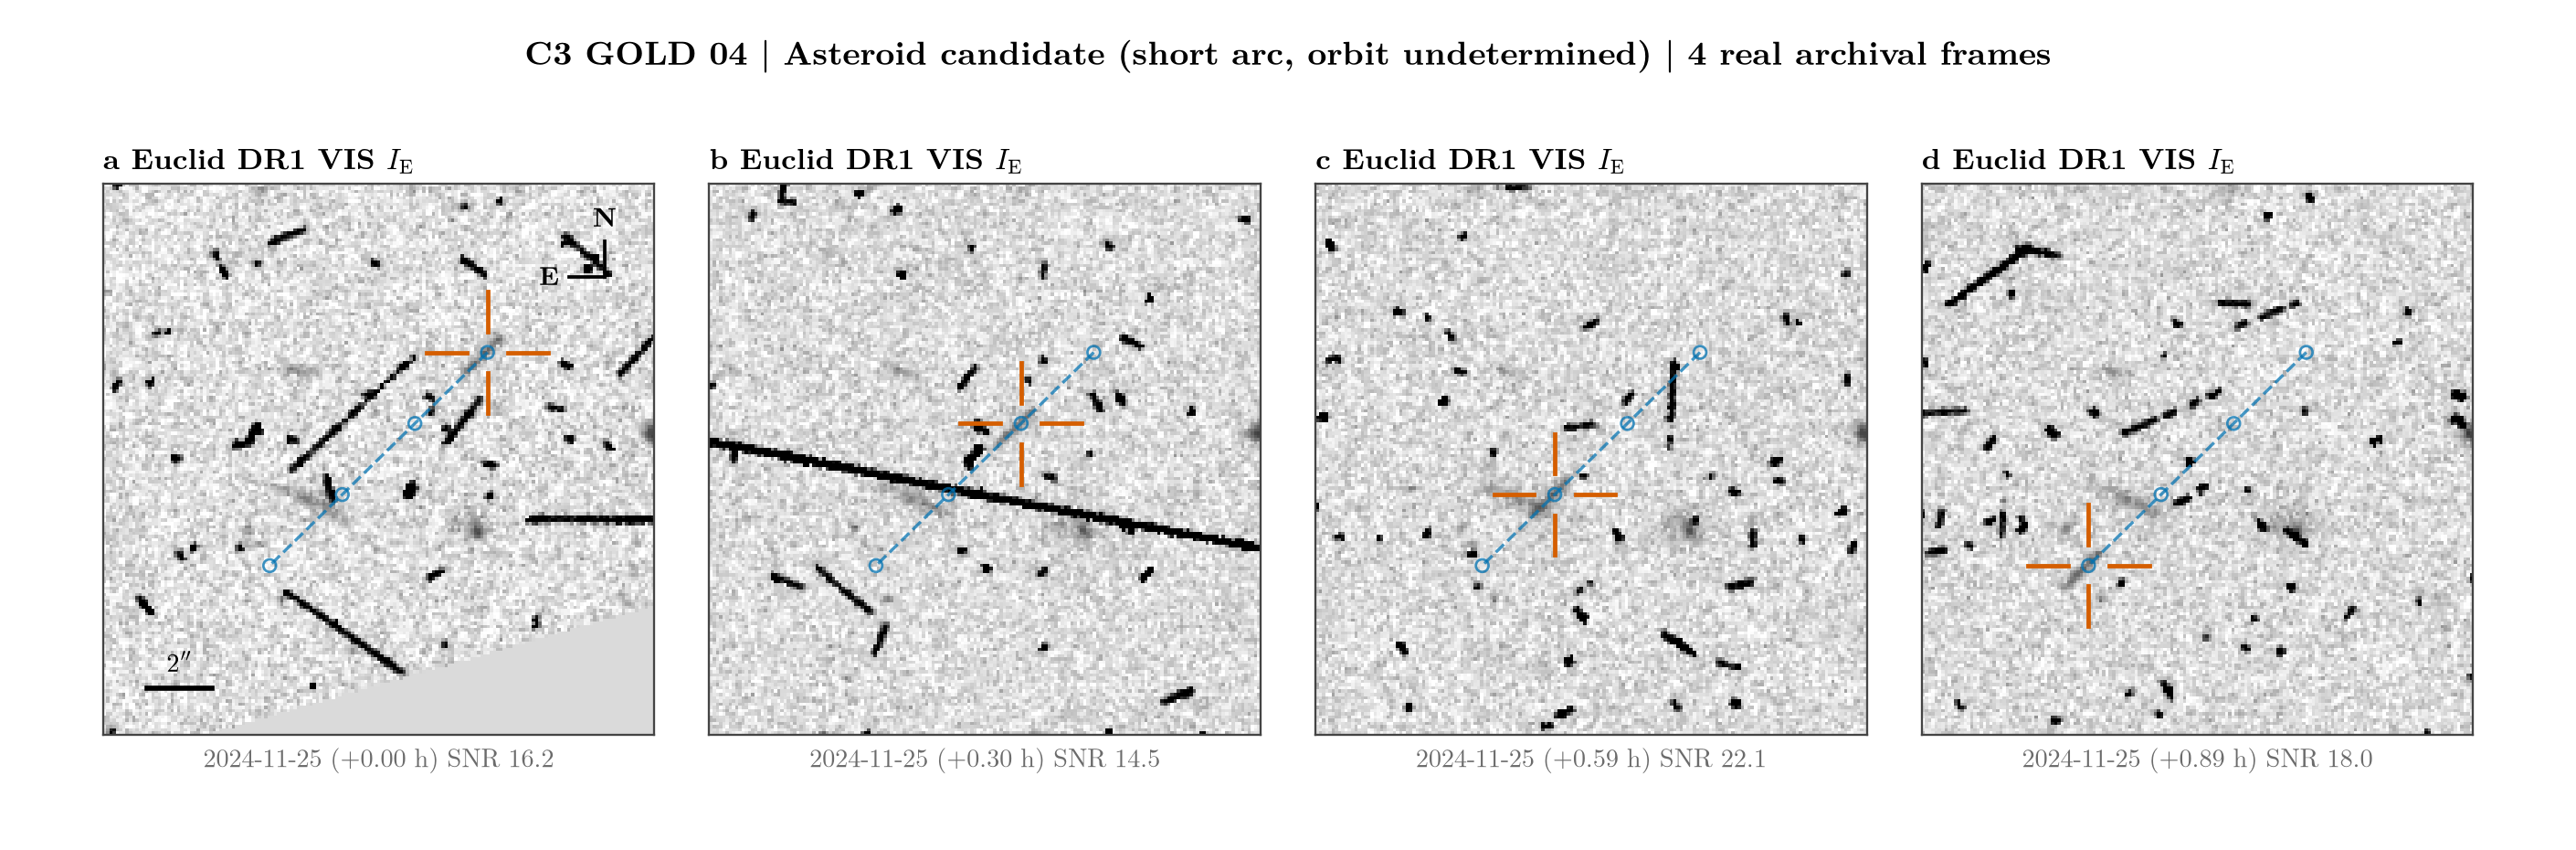 C3 GOLD 04 | Asteroid candidate (short arc, orbit undetermined) | 4 real archival frames
a Euclid DR1 VIS I_E
b Euclid DR1 VIS I_E
c Euclid DR1 VIS I_E
d Euclid DR1 VIS I_E
N
E
2″
2024-11-25 (+0.00 h) SNR 16.2
2024-11-25 (+0.30 h) SNR 14.5
2024-11-25 (+0.59 h) SNR 22.1
2024-11-25 (+0.89 h) SNR 18.0